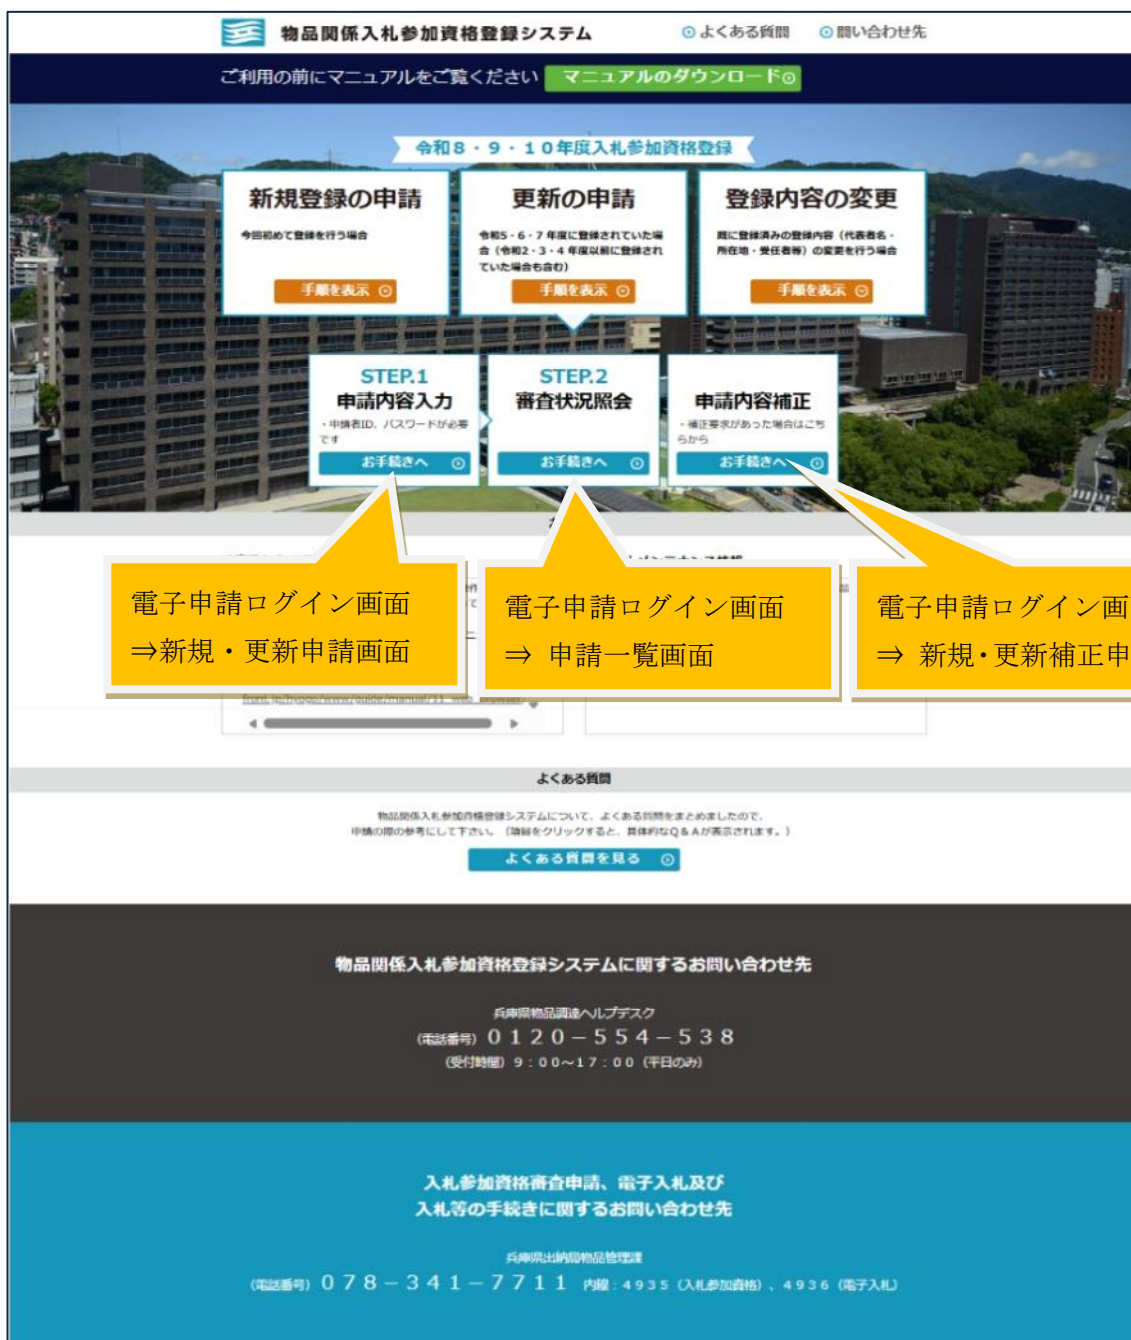 物品関係入札参加資格登録システム
よくある質問
問い合わせ先
ご利用の前にマニュアルをご覧ください
マニュアルのダウンロード
令和8・9・10年度入札参加資格登録
新規登録の申請
今回初めて登録を行う場合
手順を表示
更新の申請
令和5・6・7年度に登録されていた場
合（令和2・3・4年度以前に登録され
ていた場合も含む）
手順を表示
登録内容の変更
既に登録済みの登録内容（代表者名・
所在地・受任者等）の変更を行う場合
手順を表示
STEP.1
申請内容入力
・申請者ID、パスワードが必要
です
お手続きへ
STEP.2
審査状況照会
お手続きへ
申請内容補正
・補正要求があった場合はこち
らから
お手続きへ
電子申請ログイン画面
⇒新規・更新申請画面
電子申請ログイン画面
⇒ 申請一覧画面
電子申請ログイン画
⇒ 新規・更新補正申
front.jp/hyogo/www/guide/manual/11_web_browser.
よくある質問
物品関係入札参加資格登録システムについて、よくある質問をまとめましたので、
申請の際の参考にして下さい。（項目をクリックすると、具体的なQ＆Aが表示されます。）
よくある質問を見る
物品関係入札参加資格登録システムに関するお問い合わせ先
兵庫県物品調達ヘルプデスク
（電話番号）０１２０－５５４－５３８
（受付時間）９：００～１７：００（平日のみ）
入札参加資格審査申請、電子入札及び
入札等の手続きに関するお問い合わせ先
兵庫県出納局物品管理課
（電話番号）０７８－３４１－７７１１ 内線：４９３５（入札参加資格）、４９３６（電子入札）